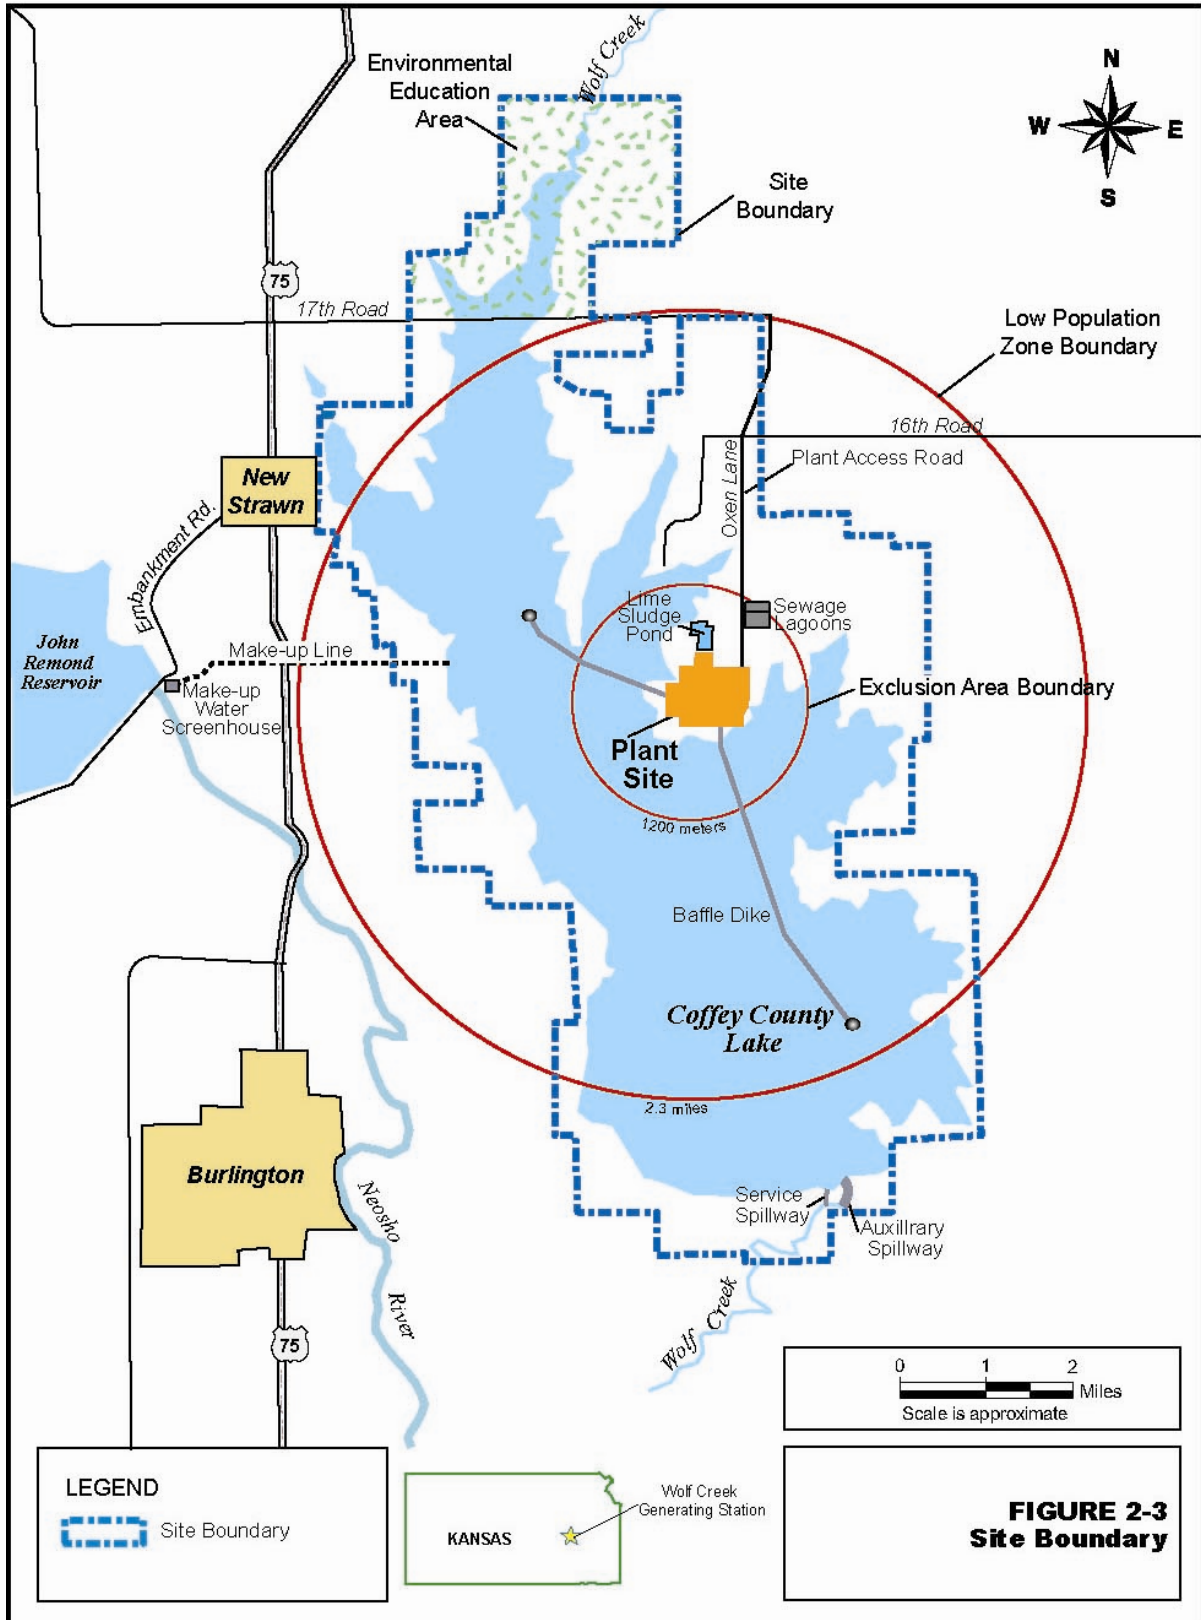 Wolf Creek
Environmental
Education
Area
N
W
E
S
Site
Boundary
75
17th Road
Low Population
Zone Boundary
16th Road
Plant Access Road
Oxen Lane
New
Strawn
Embankment Rd.
Lime
Sludge
Pond
Sewage
Lagoons
John
Remond
Reservoir
Make-up Line
Make-up
Water
Screenhouse
Exclusion Area Boundary
Plant
Site
1200 meters
Baffle Dike
Coffey County
Lake
2.3 miles
Burlington
Neosho
River
Service
Spillway
Auxillrary
Spillway
Wolf Creek
75
0 1 2
Miles
Scale is approximate
LEGEND
Site Boundary
Wolf Creek
Generating Station
KANSAS
FIGURE 2-3
Site Boundary